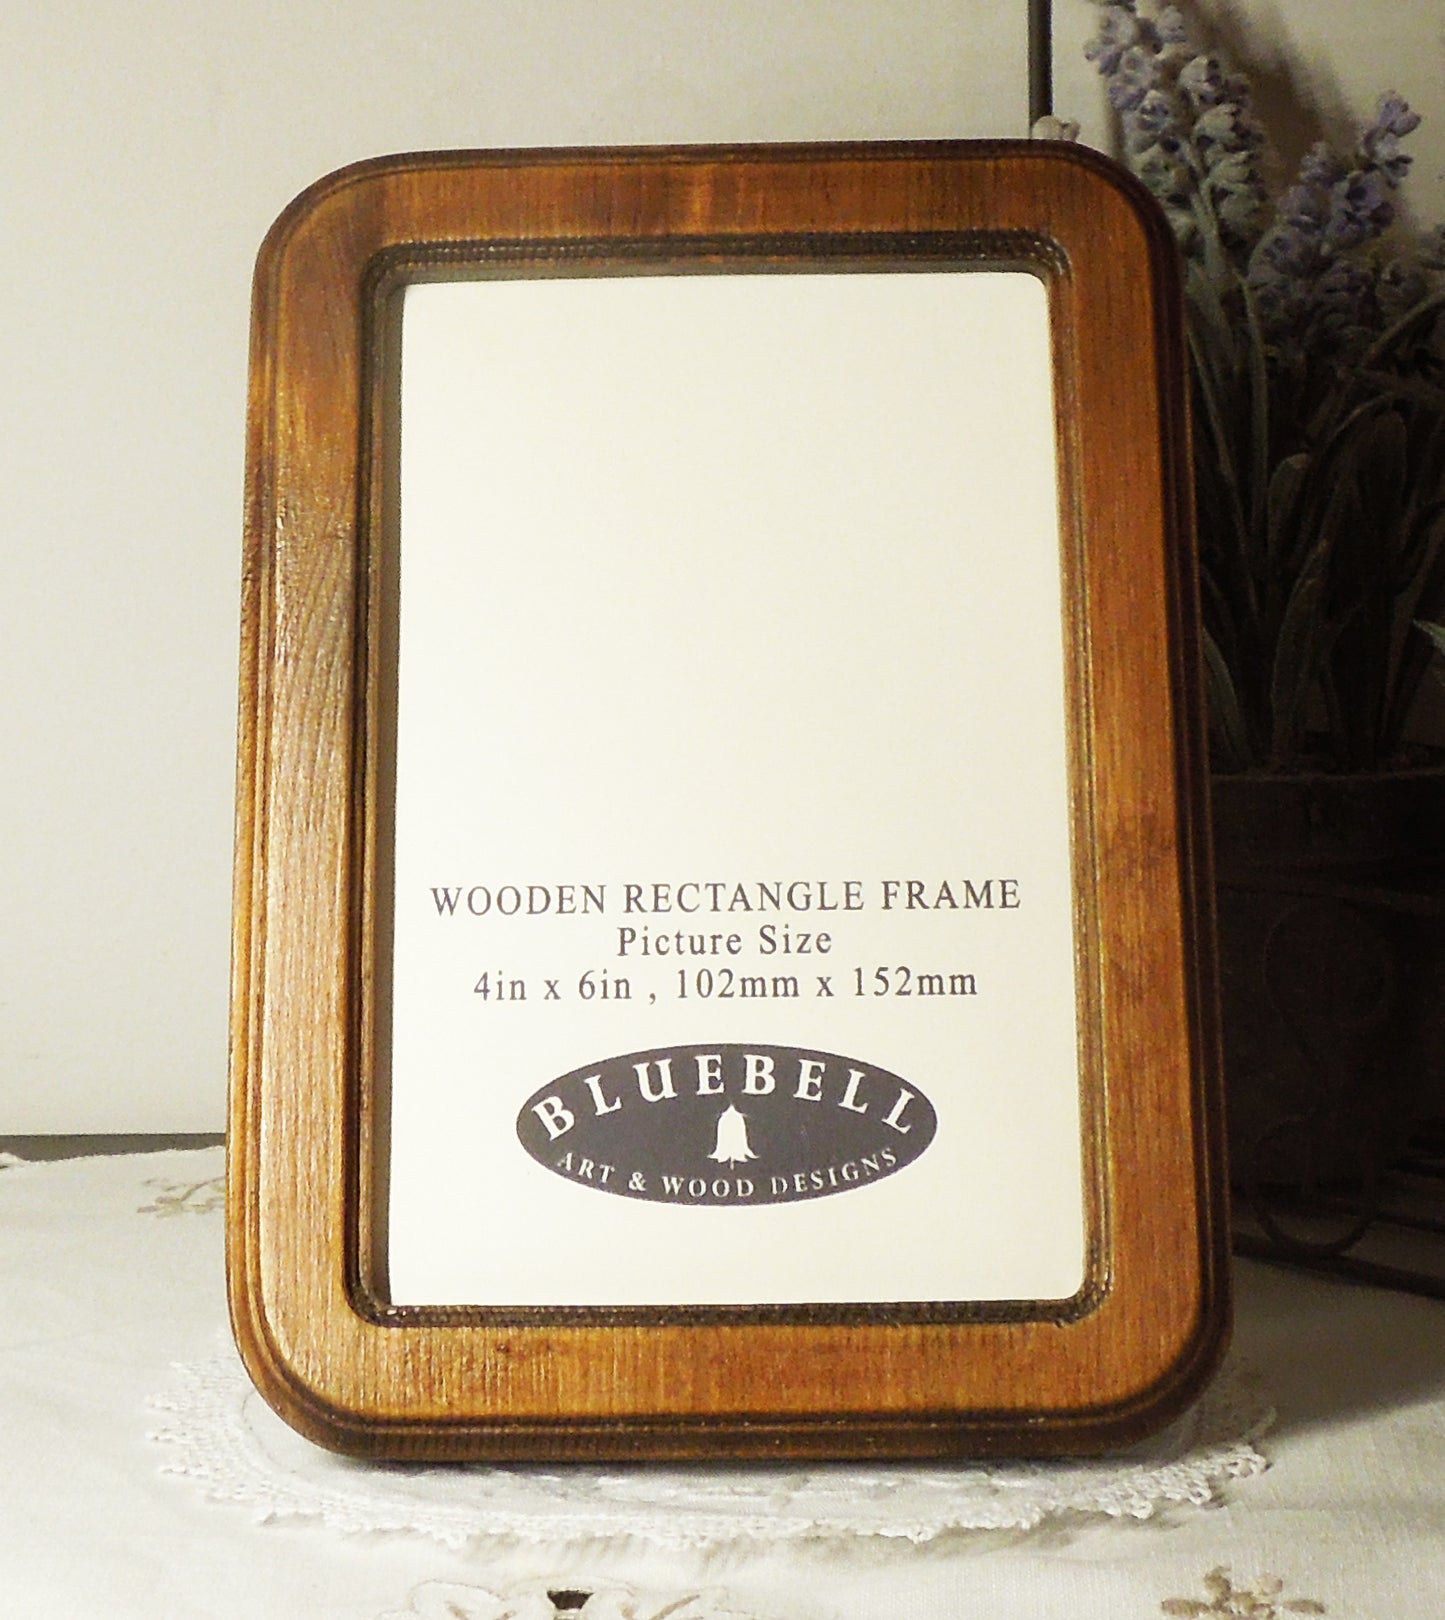 WOODEN RECTANGLE FRAME
Picture Size
4in x 6in , 102mm x 152mm
BLUEBELL
ART & WOOD DESIGNS